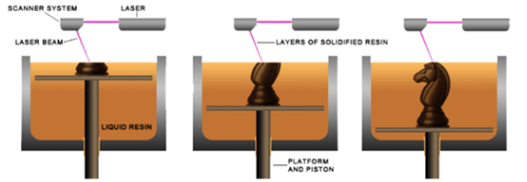 SCANNER SYSTEM
LASER
LASER BEAM
LAYERS OF SOLIDIFIED RESIN
LIQUID RESIN
PLATFORM
AND PISTON